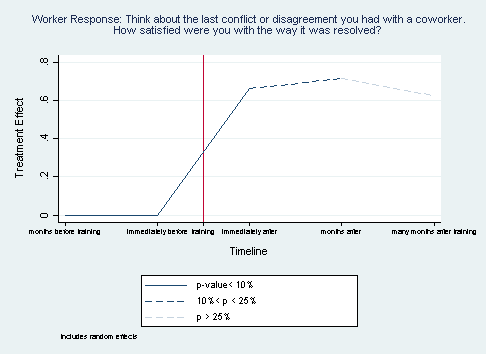 Worker Response: Think about the last conflict or disagreement you had with a coworker.
How satisfied were you with the way it was resolved?
Treatment Effect
.8
.6
.4
.2
0
months before training
immediately before training
immediately after
months after
many months after training
Timeline
p-value< 10%
10%< p < 25%
p > 25%
includes random effects